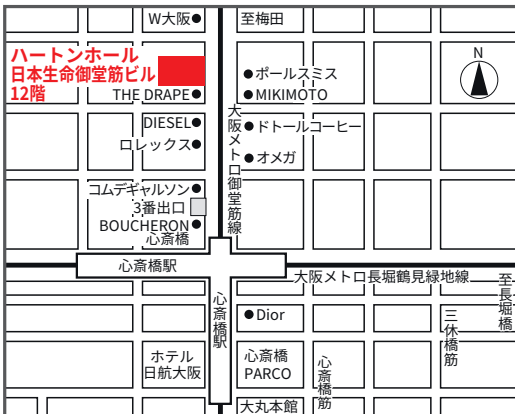 W大阪
至梅田
ハートンホール
日本生命御堂筋ビル
12階
N
ポールスミス
THE DRAPE
MIKIMOTO
DIESEL
ドトールコーヒー
ロレックス
オメガ
大阪メトロ御堂筋線
コムデギャルソン
3番出口
BOUCHERON
心斎橋
心斎橋駅
大阪メトロ長堀鶴見緑地線
至長堀橋
心斎橋駅
Dior
三休橋筋
ホテル
日航大阪
心斎橋
PARCO
心斎橋筋
大丸本館